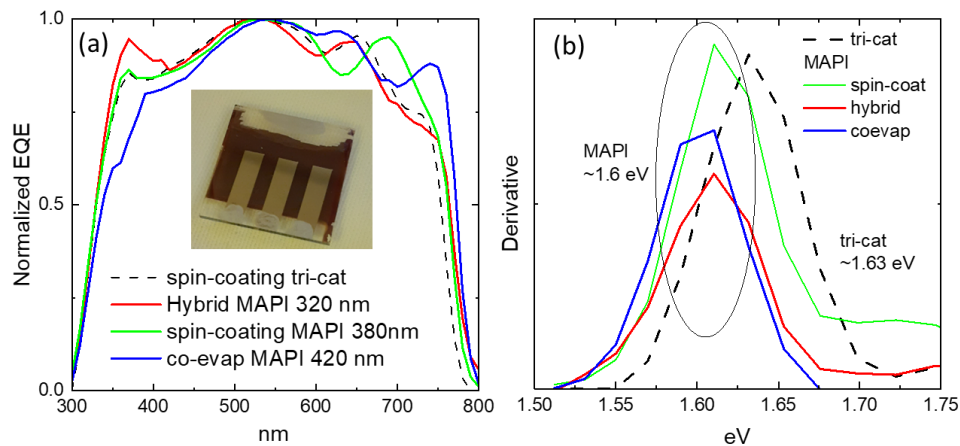 (a)
Normalized EQE
1.0
0.5
0.0
spin-coating tri-cat
Hybrid MAPI 320 nm
spin-coating MAPI 380nm
co-evap MAPI 420 nm
300 400 500 600 700 800
nm
(b)
Derivative
tri-cat
MAPI
spin-coat
hybrid
coevap
MAPI
~1.6 eV
tri-cat
~1.63 eV
1.50 1.55 1.60 1.65 1.70 1.75
eV